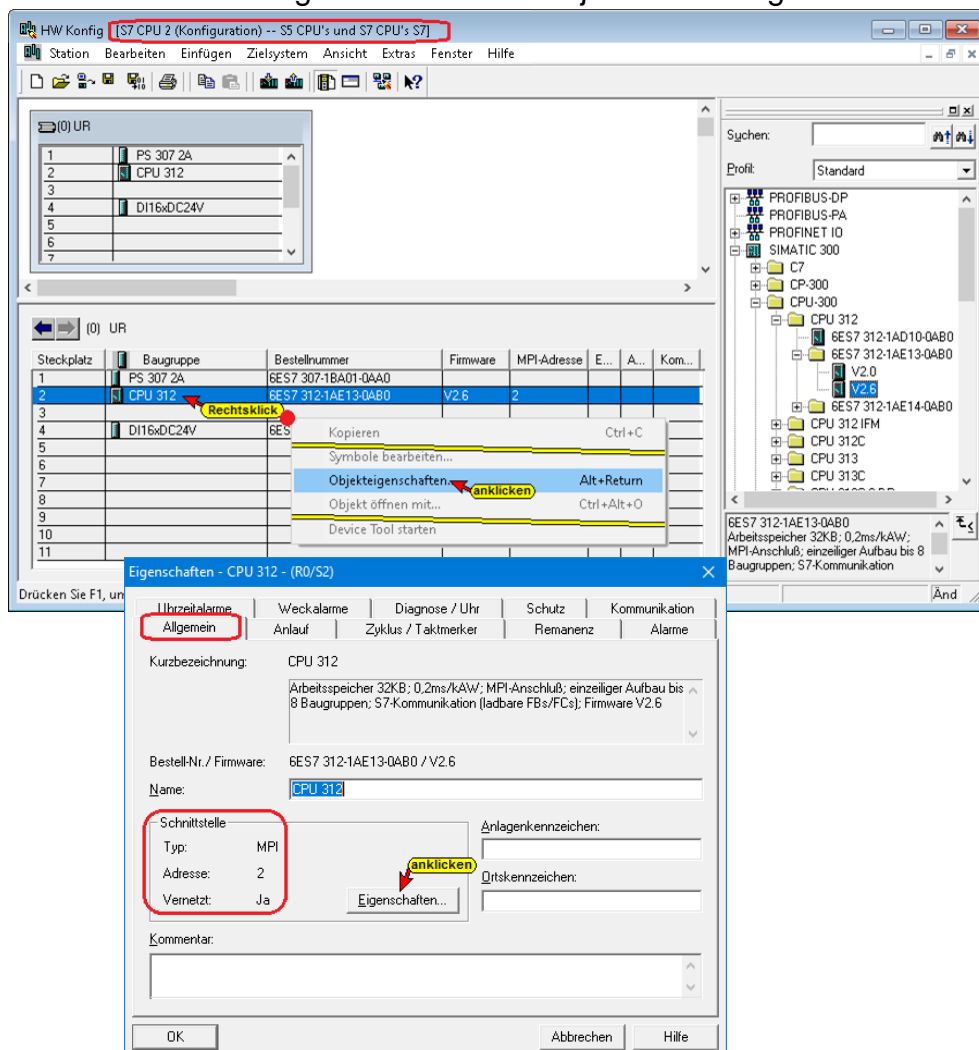 HW Konfig - [S7 CPU 2 (Konfiguration) -- S5 CPU's und S7 CPU's S7]
Station Bearbeiten Einfügen Zielsystem Ansicht Extras Fenster Hilfe
(0) UR
1 PS 307 2A
2 CPU 312
3
4 DI16xDC24V
5
6
7
Suchen:
Profil: Standard
PROFIBUS-DP
PROFIBUS-PA
PROFINET IO
SIMATIC 300
C7
CP-300
CPU-300
CPU 312
6ES7 312-1AD10-0AB0
6ES7 312-1AE13-0AB0
V2.0
V2.6
6ES7 312-1AE14-0AB0
CPU 312 IFM
CPU 312C
CPU 313
CPU 313C
6ES7 312-1AE13-0AB0
Arbeitsspeicher 32KB; 0,2ms/kAW;
MPI-Anschluß; einzeiliger Aufbau bis 8
Baugruppen; S7-Kommunikation
(0) UR
Steckplatz Baugruppe Bestellnummer Firmware MPI-Adresse E... A... Kom...
1 PS 307 2A 6ES7 307-1BA01-0AA0
2 CPU 312 6ES7 312-1AE13-0AB0 V2.6 2
Rechtsklick
3
4 DI16xDC24V 6ES
5
6
7
8
9
10
11
Kopieren Ctrl+C
Symbole bearbeiten...
Objekteigenschaften... Alt+Return
anklicken
Objekt öffnen mit... Ctrl+Alt+O
Device Tool starten
Drücken Sie F1, un
Änd
Eigenschaften - CPU 312 - (R0/S2)
Uhrzeitalarme Weckalarme Diagnose / Uhr Schutz Kommunikation
Allgemein Anlauf Zyklus / Taktmerker Remanenz Alarme
Kurzbezeichnung: CPU 312
Arbeitsspeicher 32KB; 0,2ms/kAW; MPI-Anschluß; einzeiliger Aufbau bis
8 Baugruppen; S7-Kommunikation (ladbare FBs/FCs); Firmware V2.6
Bestell-Nr./ Firmware: 6ES7 312-1AE13-0AB0 / V2.6
Name: CPU 312
Schnittstelle
Typ: MPI
Adresse: 2
Vernetzt: Ja
anklicken
Eigenschaften...
Anlagenkennzeichen:
Ortskennzeichen:
Kommentar:
OK Abbrechen Hilfe